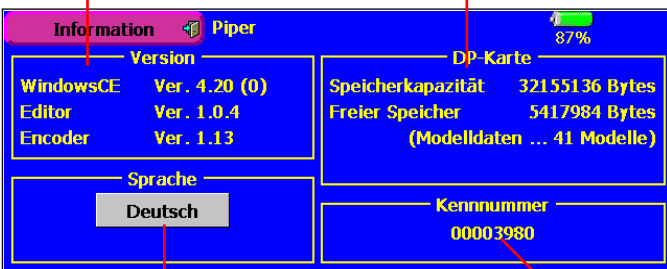 Information Piper 87%
Version
WindowsCE Ver. 4.20 (0)
Editor Ver. 1.0.4
Encoder Ver. 1.13
Sprache
Deutsch
DP-Karte
Speicherkapazität 32155136 Bytes
Freier Speicher 5417984 Bytes
(Modelldaten ... 41 Modelle)
Kennnummer
00003980